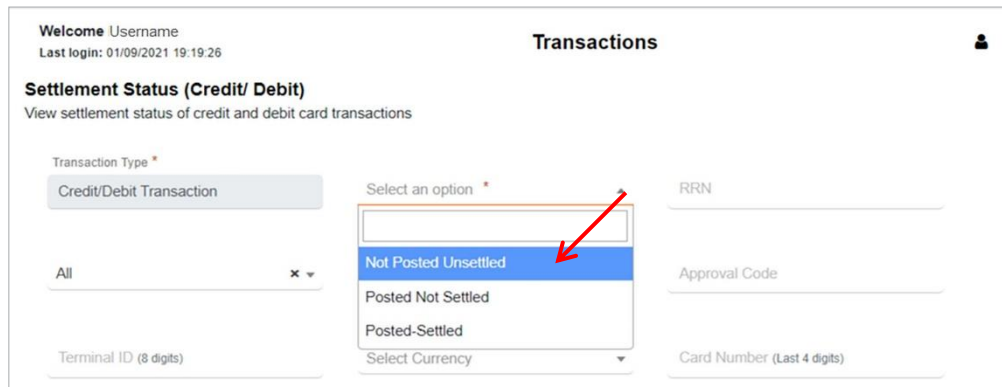 Welcome Username
Last login: 01/09/2021 19:19:26
Transactions
Settlement Status (Credit/ Debit)
View settlement status of credit and debit card transactions
Transaction Type *
Credit/Debit Transaction
Select an option *
RRN
All
Not Posted Unsettled
Posted Not Settled
Posted-Settled
Approval Code
Terminal ID (8 digits)
Select Currency
Card Number (Last 4 digits)